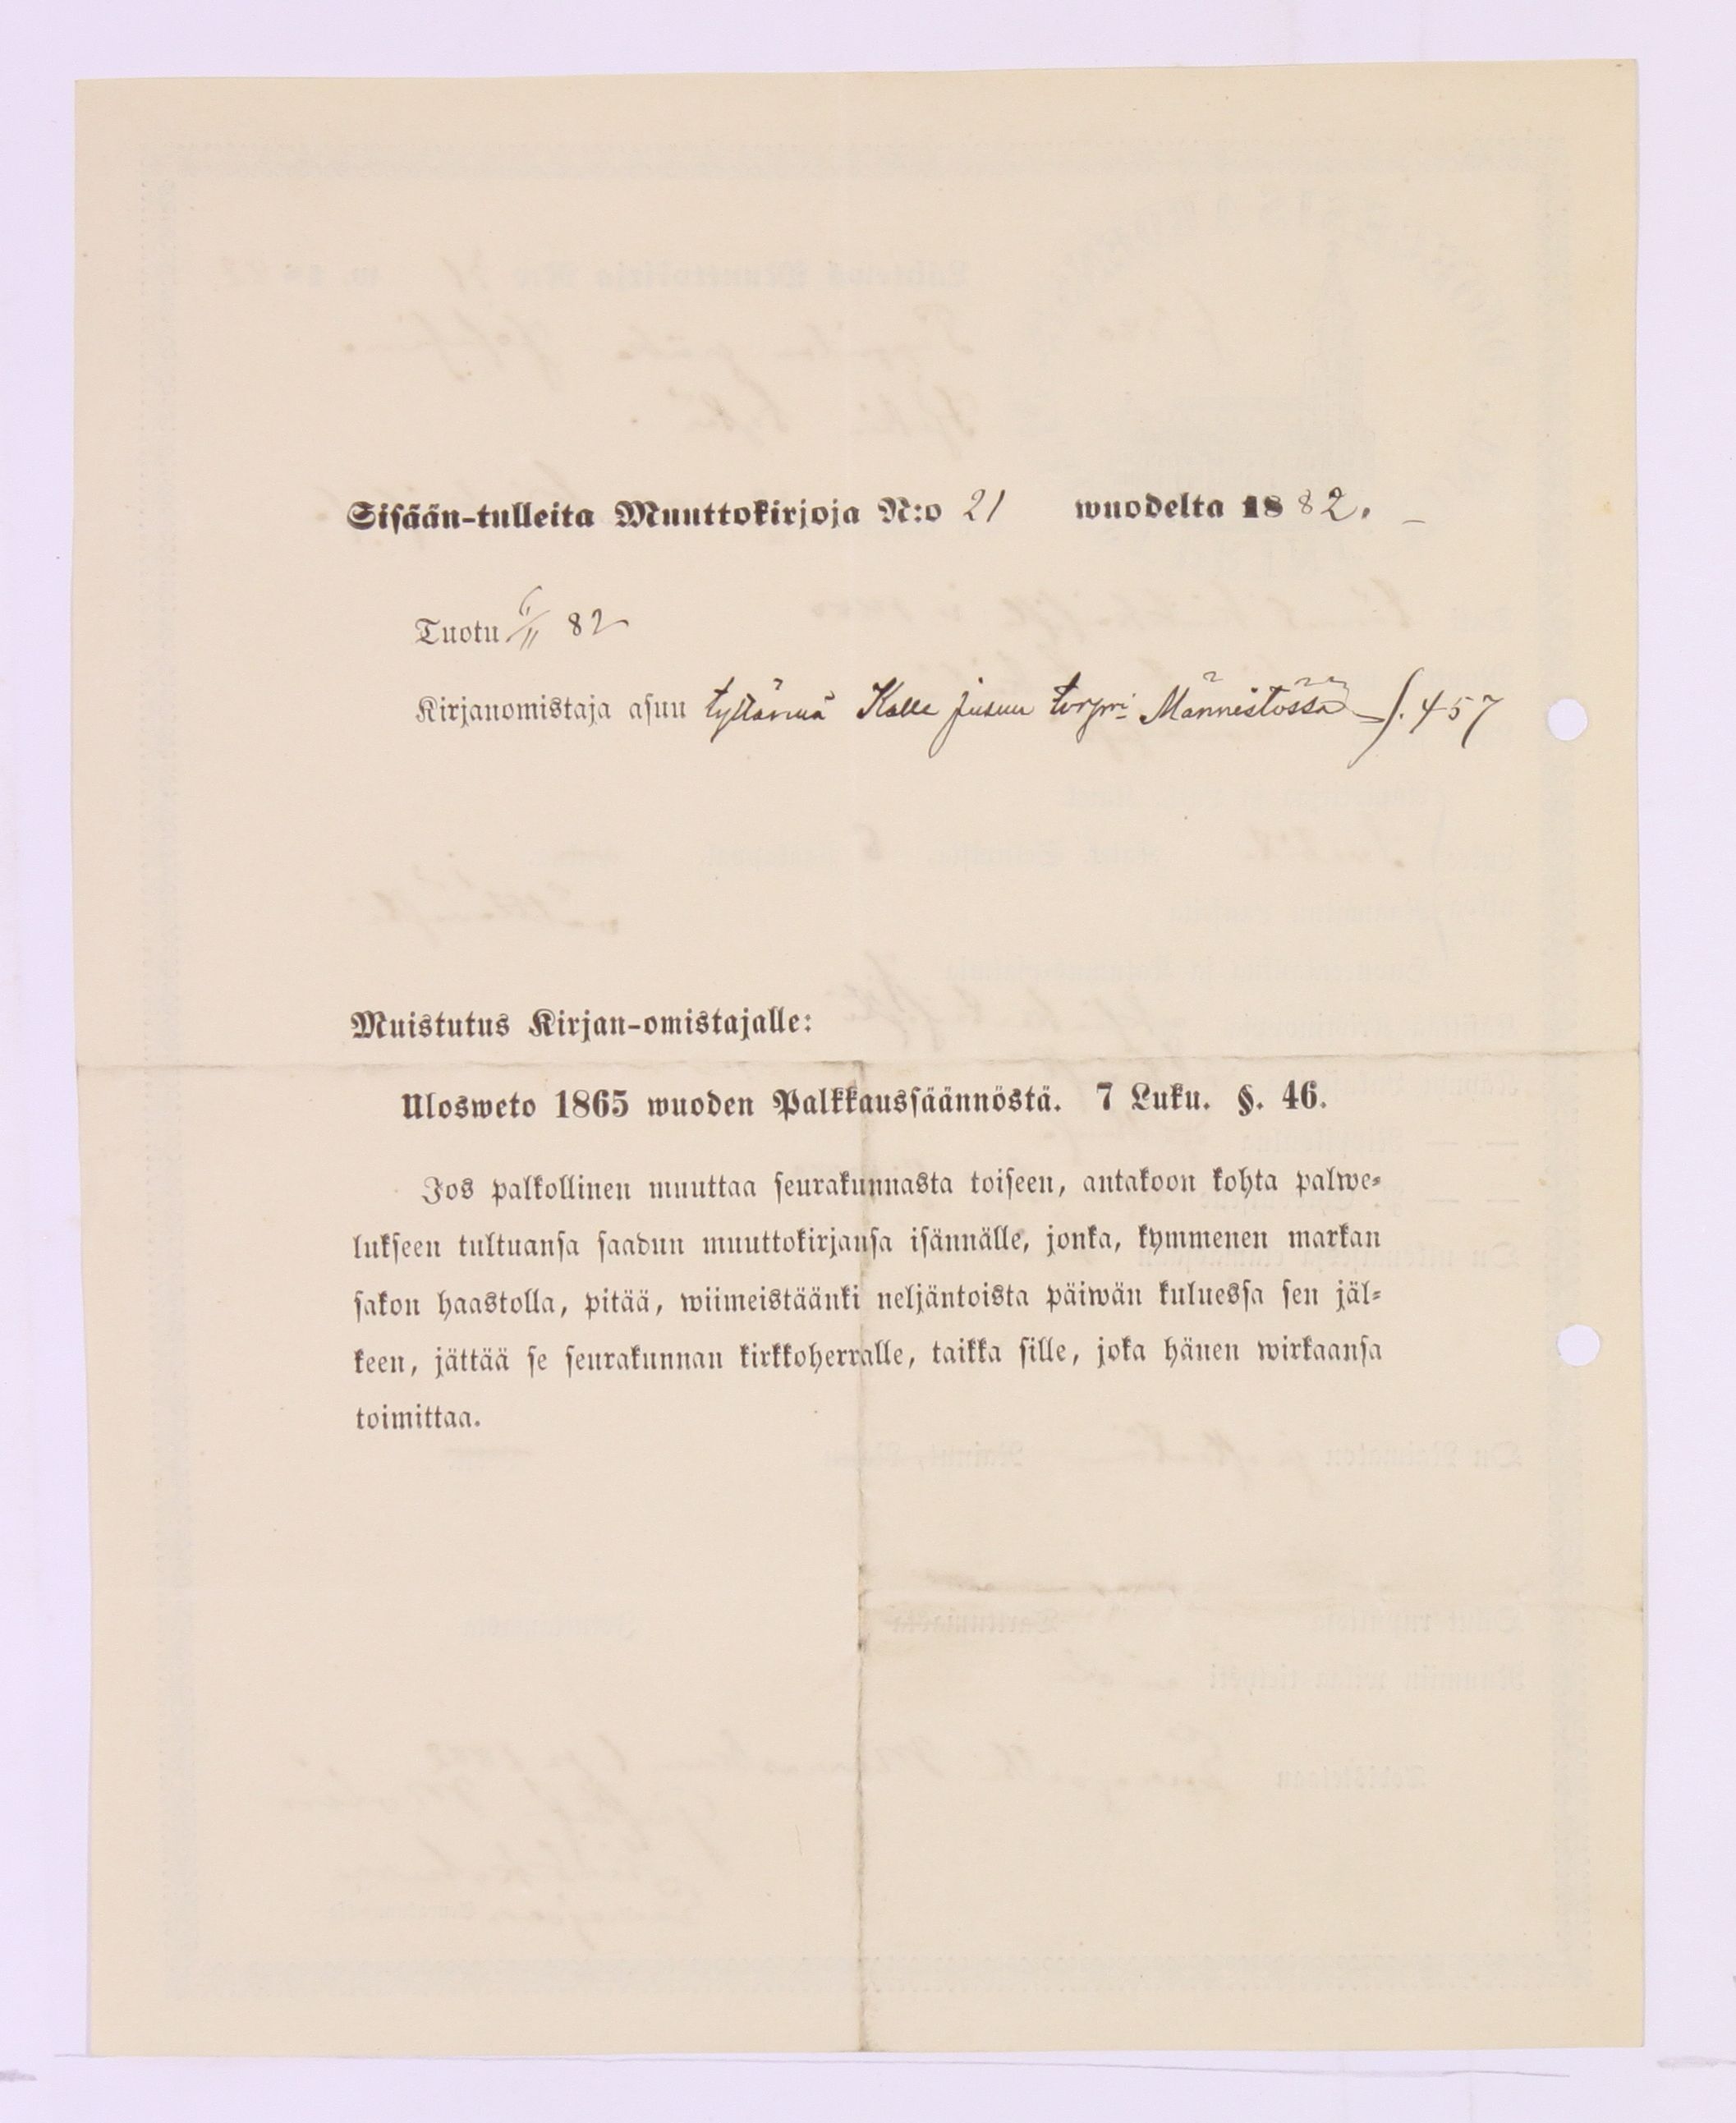 Sisään-tulleita Muuttokirjoja N:o 21 wuodelta 1882. –
Tuotu 6/11 82
Kirjanomistaja asuu Kalle torpp. Männistössä S. 457
Muistutus Kirjan-omistajalle:
Ulosweto 1865 wuoden Palkkaussäännöstä. 7 Luku. §. 46.
Jos palkollinen muuttaa seurakunnasta toiseen, antakoon kohta palwe-
lukseen tultuansa saadun muuttokirjansa isännälle, jonka, kymmenen markan
sakon haastolla, pitää, wiimeistäänki neljäntoista päiwän kuluessa sen jäl-
keen, jättää se seurakunnan kirkkoherralle, taikka sille, joka hänen wirkaansa
toimittaa.